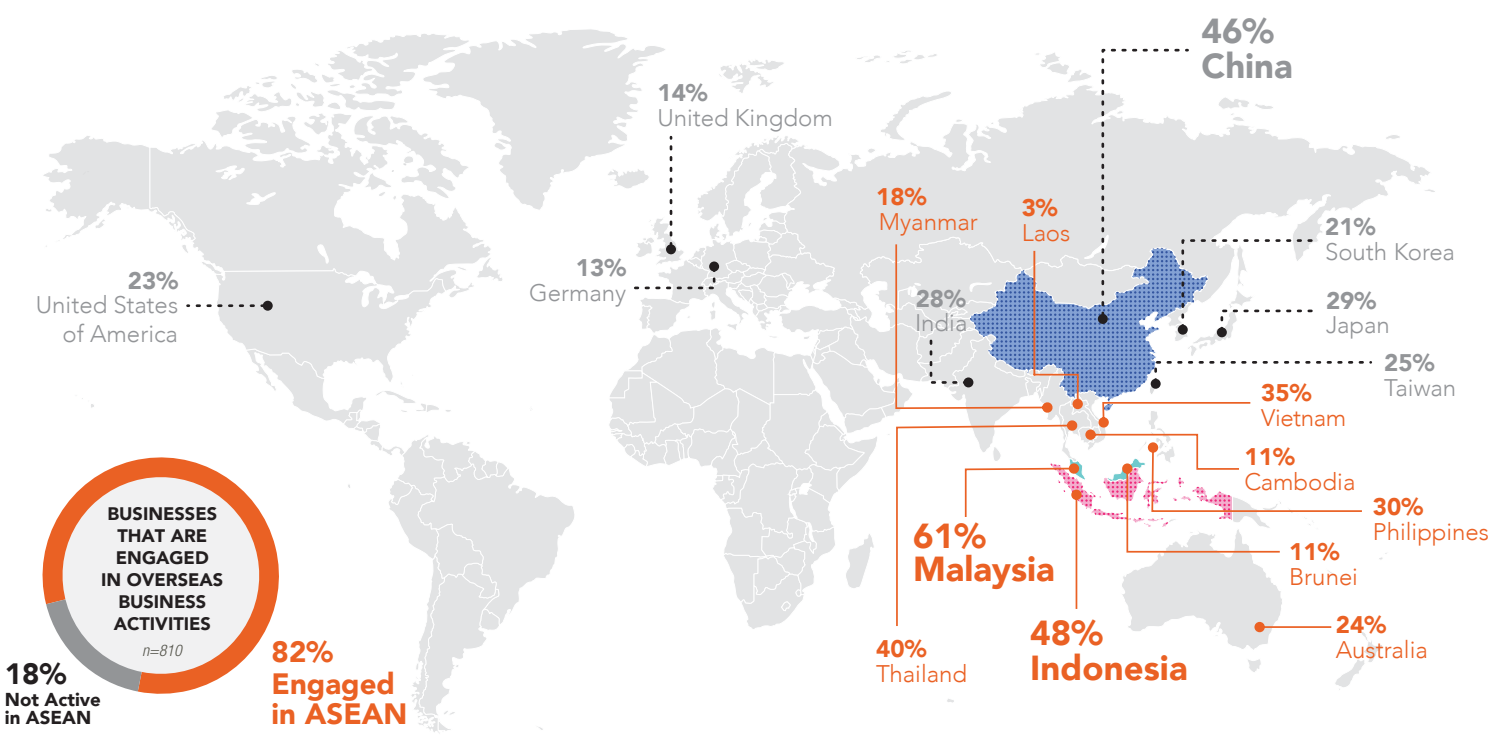 46%
China
14%
United Kingdom
18%
Myanmar
3%
Laos
21%
South Korea
23%
United States
of America
13%
Germany
28%
India
29%
Japan
25%
Taiwan
35%
Vietnam
11%
Cambodia
30%
Philippines
61%
Malaysia
11%
Brunei
48%
Indonesia
40%
Thailand
24%
Australia
BUSINESSES
THAT ARE
ENGAGED
IN OVERSEAS
BUSINESS
ACTIVITIES
n=810
18%
Not Active
in ASEAN
82%
Engaged
in ASEAN